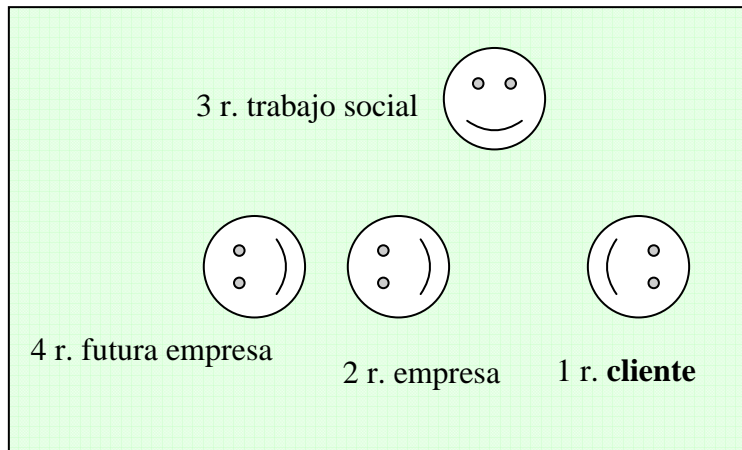 3 r. trabajo social
4 r. futura empresa
2 r. empresa
1 r. cliente